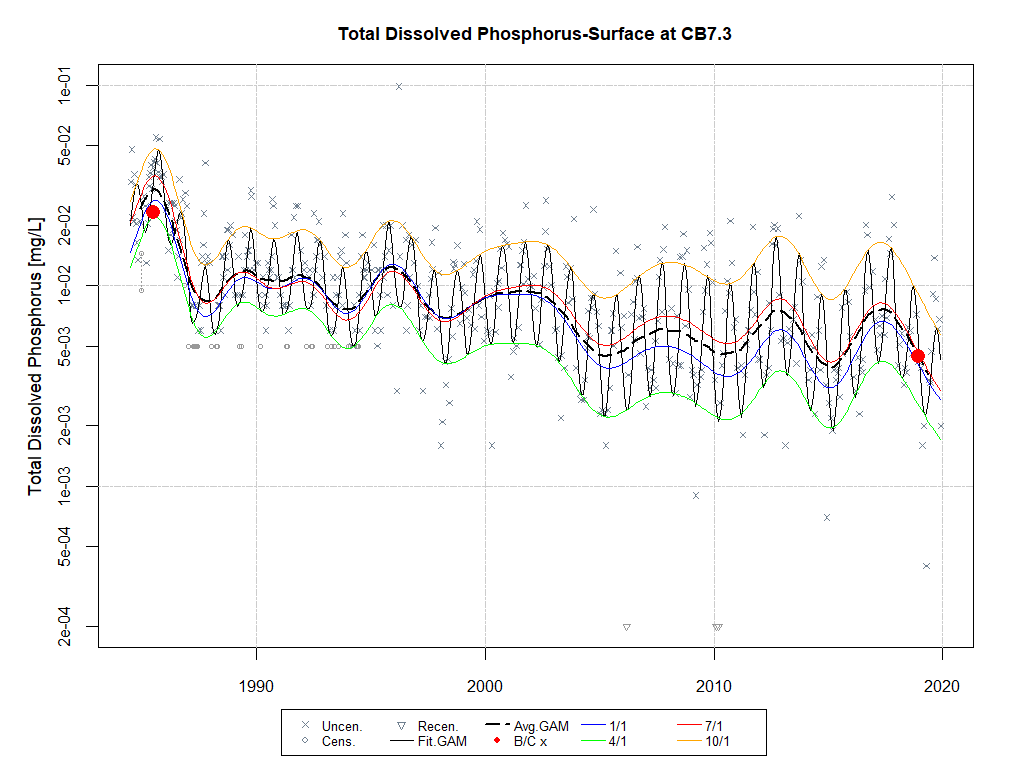 Total Dissolved Phosphorus-Surface at CB7.3
Total Dissolved Phosphorus [mg/L]
1e-01
5e-02
2e-02
1e-02
5e-03
2e-03
1e-03
5e-04
2e-04
1990 2000 2010 2020
Uncen. Recen. Avg.GAM 1/1 7/1
Cens. Fit.GAM B/C x 4/1 10/1